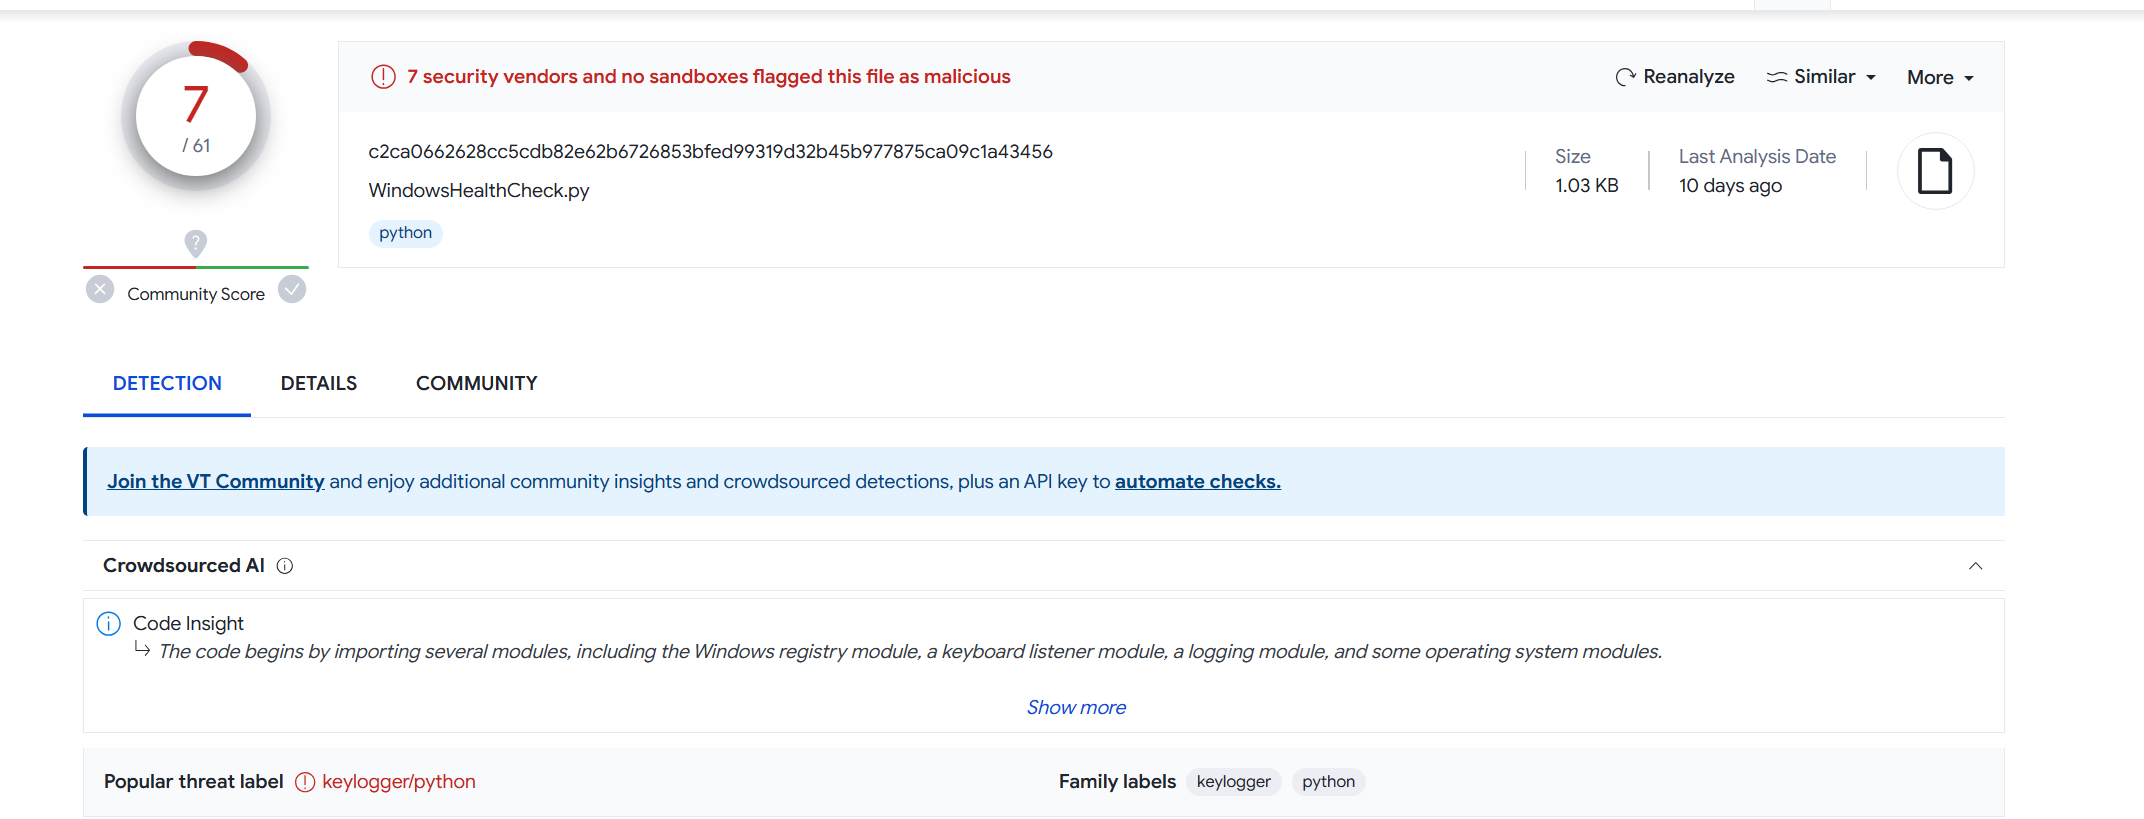 7
/ 61
Community Score
7 security vendors and no sandboxes flagged this file as malicious
Reanalyze
Similar
More
c2ca0662628cc5cdb82e62b6726853bfed99319d32b45b977875ca09c1a43456
WindowsHealthCheck.py
python
Size
1.03 KB
Last Analysis Date
10 days ago
DETECTION
DETAILS
COMMUNITY
Join the VT Community and enjoy additional community insights and crowdsourced detections, plus an API key to automate checks.
Crowdsourced AI
Code Insight
The code begins by importing several modules, including the Windows registry module, a keyboard listener module, a logging module, and some operating system modules.
Show more
Popular threat label keylogger/python
Family labels keylogger python